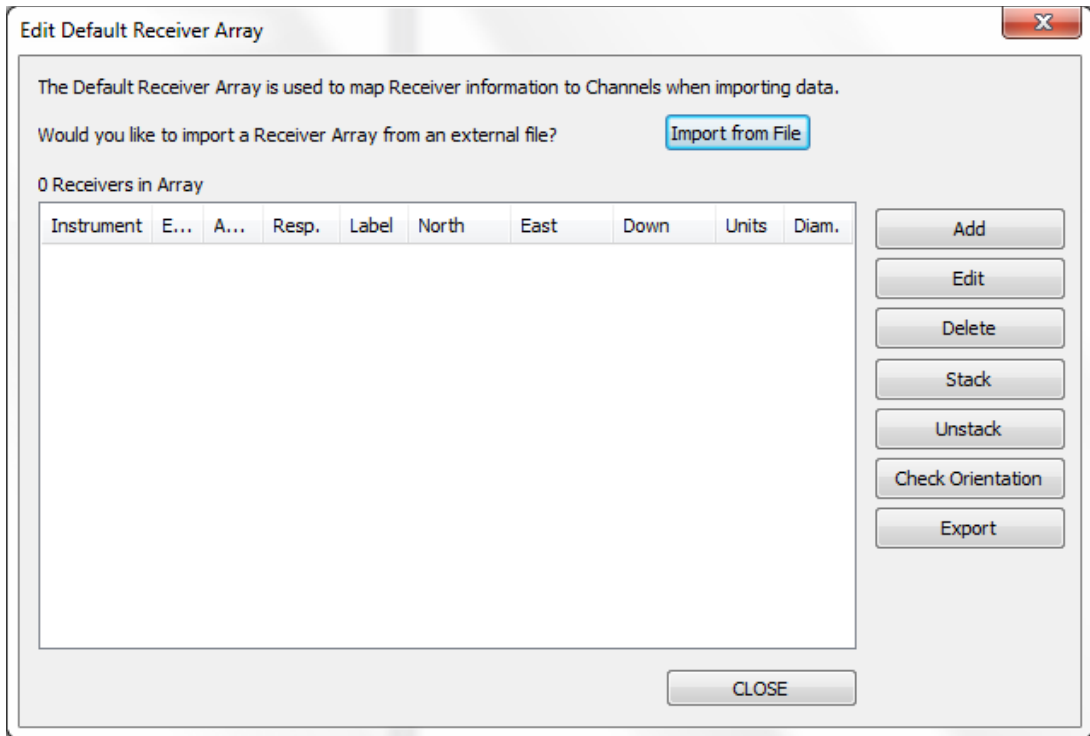 Edit Default Receiver Array
The Default Receiver Array is used to map Receiver information to Channels when importing data.
Would you like to import a Receiver Array from an external file?
Import from File
0 Receivers in Array
Instrument E... A... Resp. Label North East Down Units Diam.
Add
Edit
Delete
Stack
Unstack
Check Orientation
Export
CLOSE